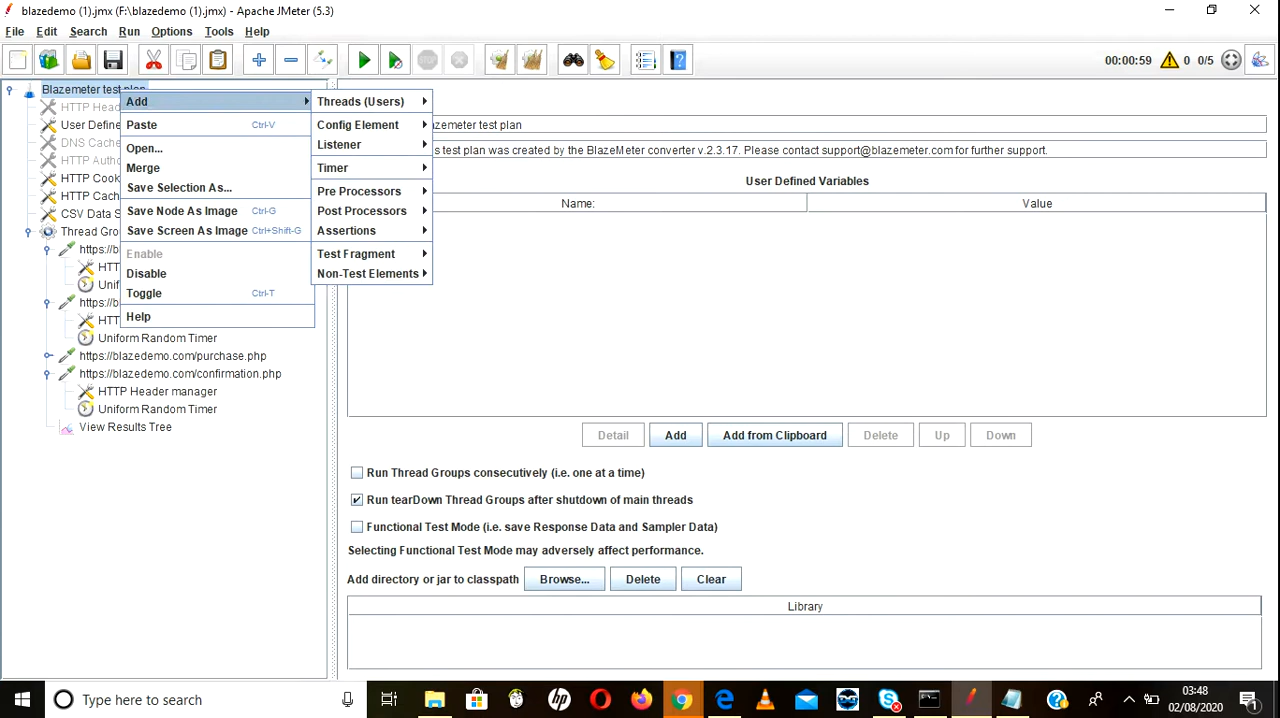 blazedemo (1).jmx (F:\blazedemo (1).jmx) - Apache JMeter (5.3)
File Edit Search Run Options Tools Help
00:00:59 0 0/5
Blazemeter test plan
HTTP Hea
User Define
DNS Cache
HTTP Autho
HTTP Cook
HTTP Cach
CSV Data S
Thread Gro
https://b
HTT
Unif
https://b
HTT
Uniform Random Timer
https://blazedemo.com/purchase.php
https://blazedemo.com/confirmation.php
HTTP Header manager
Uniform Random Timer
View Results Tree
Add
Paste Ctrl-V
Open...
Merge
Save Selection As...
Save Node As Image Ctrl-G
Save Screen As Image Ctrl+Shift-G
Enable
Disable
Toggle Ctrl-T
Help
Threads (Users)
Config Element
Listener
Timer
Pre Processors
Post Processors
Assertions
Test Fragment
Non-Test Elements
zemeter test plan
s test plan was created by the BlazeMeter converter v.2.3.17. Please contact support@blazemeter.com for further support.
User Defined Variables
Name: Value
Detail Add Add from Clipboard Delete Up Down
Run Thread Groups consecutively (i.e. one at a time)
Run tearDown Thread Groups after shutdown of main threads
Functional Test Mode (i.e. save Response Data and Sampler Data)
Selecting Functional Test Mode may adversely affect performance.
Add directory or jar to classpath Browse... Delete Clear
Library
Type here to search
03:48
02/08/2020
1